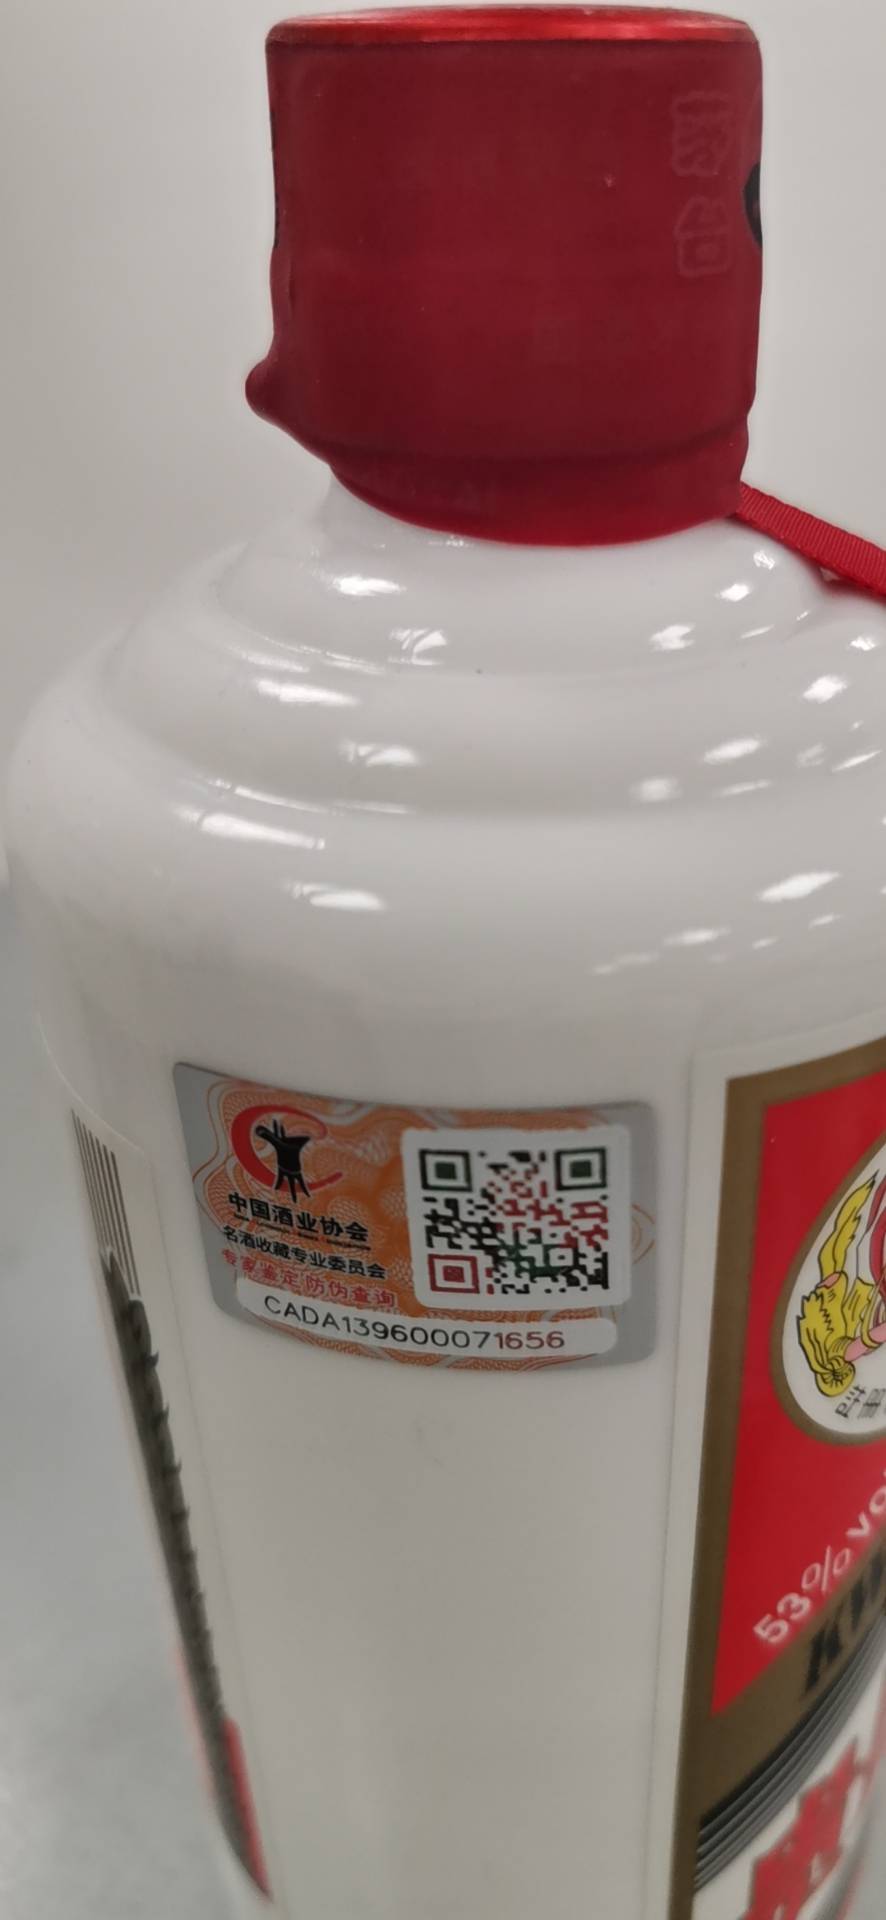 中国酒业协会
名酒收藏专业委员会
专家鉴定 防伪查询
CADA139600071656
53%